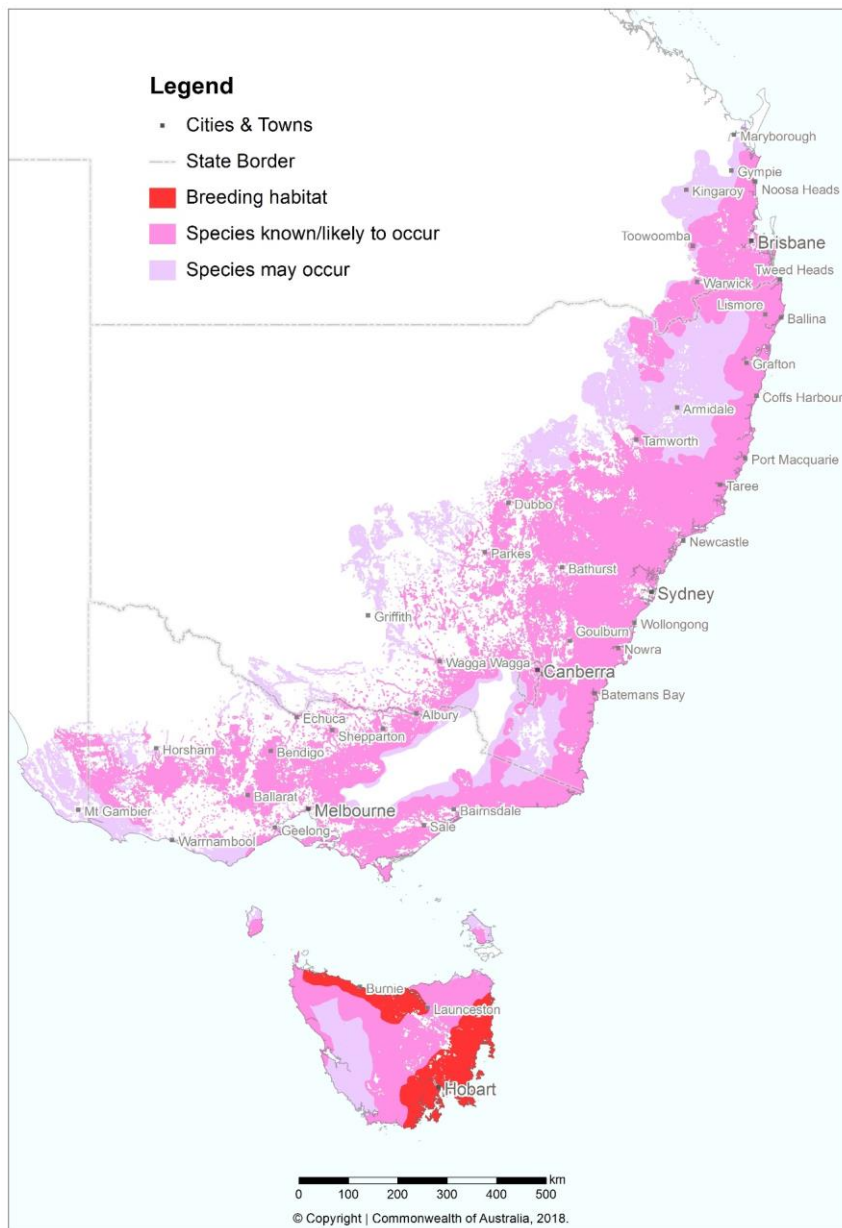 Legend
Cities & Towns
State Border
Breeding habitat
Species known/likely to occur
Species may occur
Maryborough
Gympie
Kingaroy
Noosa Heads
Toowoomba
Brisbane
Tweed Heads
Warwick
Lismore
Ballina
Grafton
Coffs Harbour
Armidale
Tamworth
Port Macquarie
Taree
Dubbo
Newcastle
Parkes
Bathurst
Sydney
Griffith
Wollongong
Goulburn
Nowra
Wagga Wagga
Canberra
Batemans Bay
Albury
Echuca
Shepparton
Horsham
Bendigo
Ballarat
Mt Gambier
Melbourne
Bairnsdale
Geelong
Sale
Warrnambool
Burnie
Launceston
Hobart
km
0 100 200 300 400 500
© Copyright | Commonwealth of Australia, 2018.